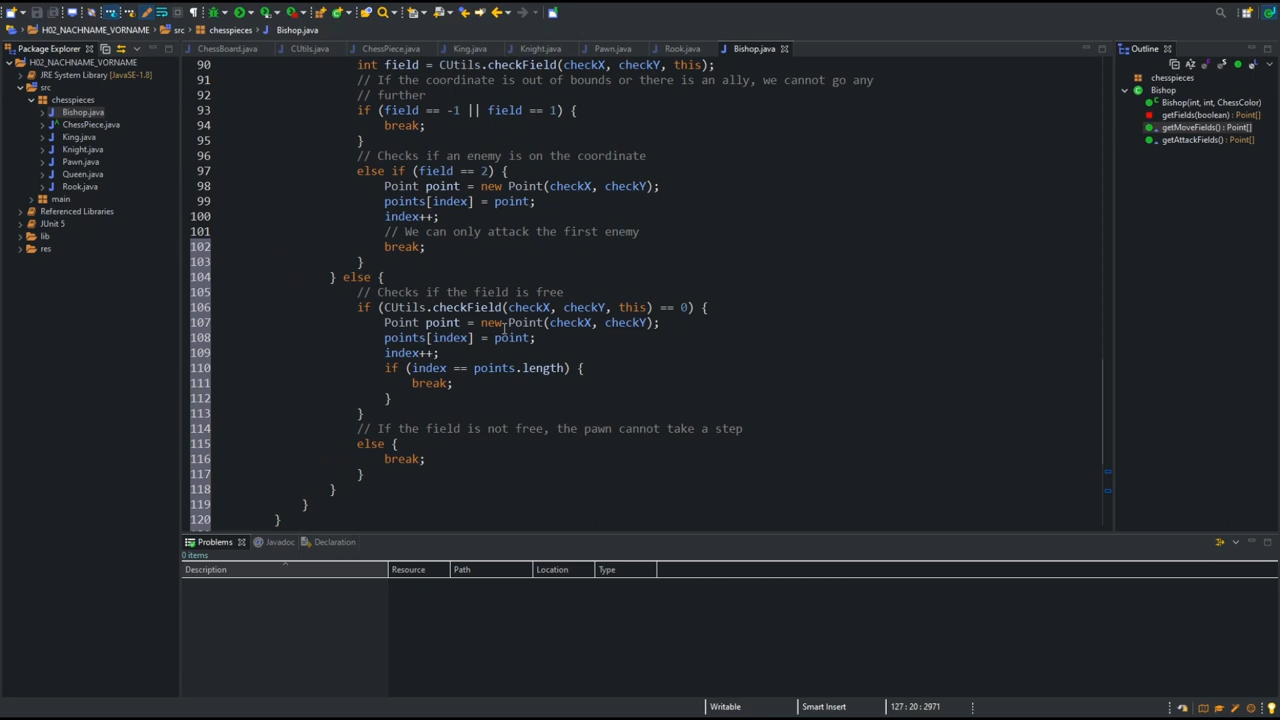 H02_NACHNAME_VORNAME
src
chesspieces
Bishop.java
Package Explorer
ChessBoard.java
CUtils.java
ChessPiece.java
King.java
Knight.java
Pawn.java
Rook.java
Bishop.java
Outline
H02_NACHNAME_VORNAME
JRE System Library [JavaSE-1.8]
src
chesspieces
Bishop.java
ChessPiece.java
King.java
Knight.java
Pawn.java
Queen.java
Rook.java
main
Referenced Libraries
JUnit 5
lib
res
90 int field = CUtils.checkField(checkX, checkY, this);
91 // If the coordinate is out of bounds or there is an ally, we cannot go any
92 // further
93 if (field == -1 || field == 1) {
94 break;
95 }
96 // Checks if an enemy is on the coordinate
97 else if (field == 2) {
98 Point point = new Point(checkX, checkY);
99 points[index] = point;
100 index++;
101 // We can only attack the first enemy
102 break;
103 }
104 } else {
105 // Checks if the field is free
106 if (CUtils.checkField(checkX, checkY, this) == 0) {
107 Point point = new Point(checkX, checkY);
108 points[index] = point;
109 index++;
110 if (index == points.length) {
111 break;
112 }
113 }
114 // If the field is not free, the pawn cannot take a step
115 else {
116 break;
117 }
118 }
119 }
120 }
chesspieces
Bishop
Bishop(int, int, ChessColor)
getFields(boolean) : Point[]
getMoveFields() : Point[]
getAttackFields() : Point[]
Problems
Javadoc
Declaration
0 items
Description
Resource
Path
Location
Type
Writable
Smart Insert
127 : 20 : 2971